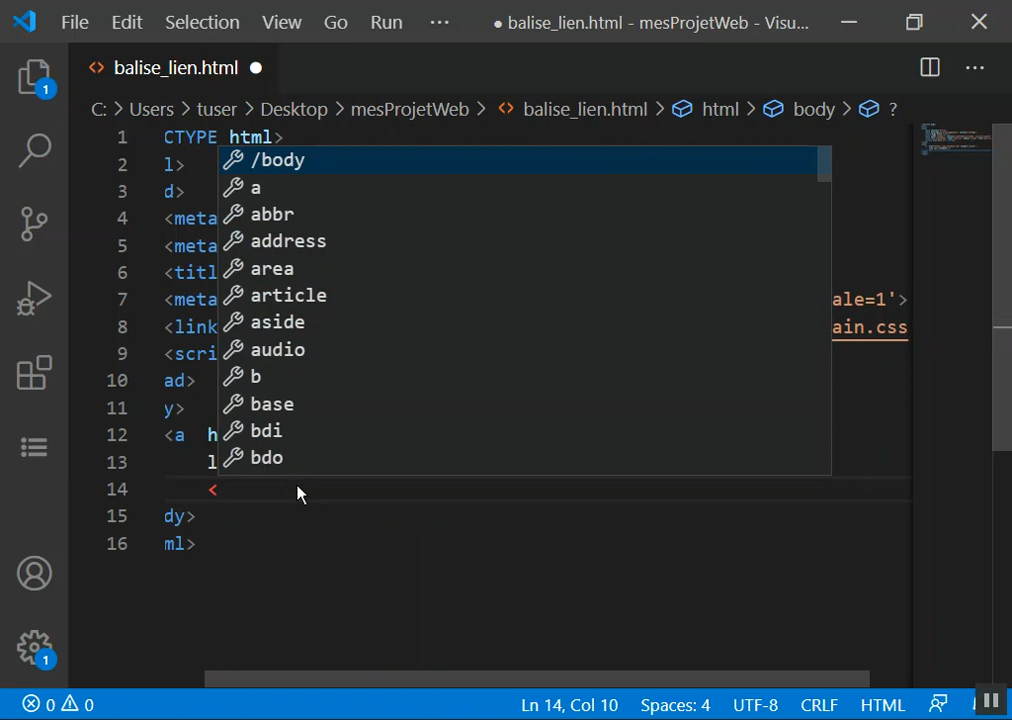 File Edit Selection View Go Run ··· ● balise_lien.html - mesProjetWeb - Visu...
1 <> balise_lien.html ● ···
C: > Users > tuser > Desktop > mesProjetWeb > <> balise_lien.html > html > body > ?
1 CTYPE html>
/body
2 l>
a
3 d>
abbr
4 <meta
address
5 <meta
area
6 <titl
article
7 <meta ale=1'>
aside
8 <link ain.css
audio
9 <scri
b
10 ad>
base
11 y>
bdi
12 <a h
bdo
13 l
14 <
15 dy>
16 ml>
1
0 0 Ln 14, Col 10 Spaces: 4 UTF-8 CRLF HTML